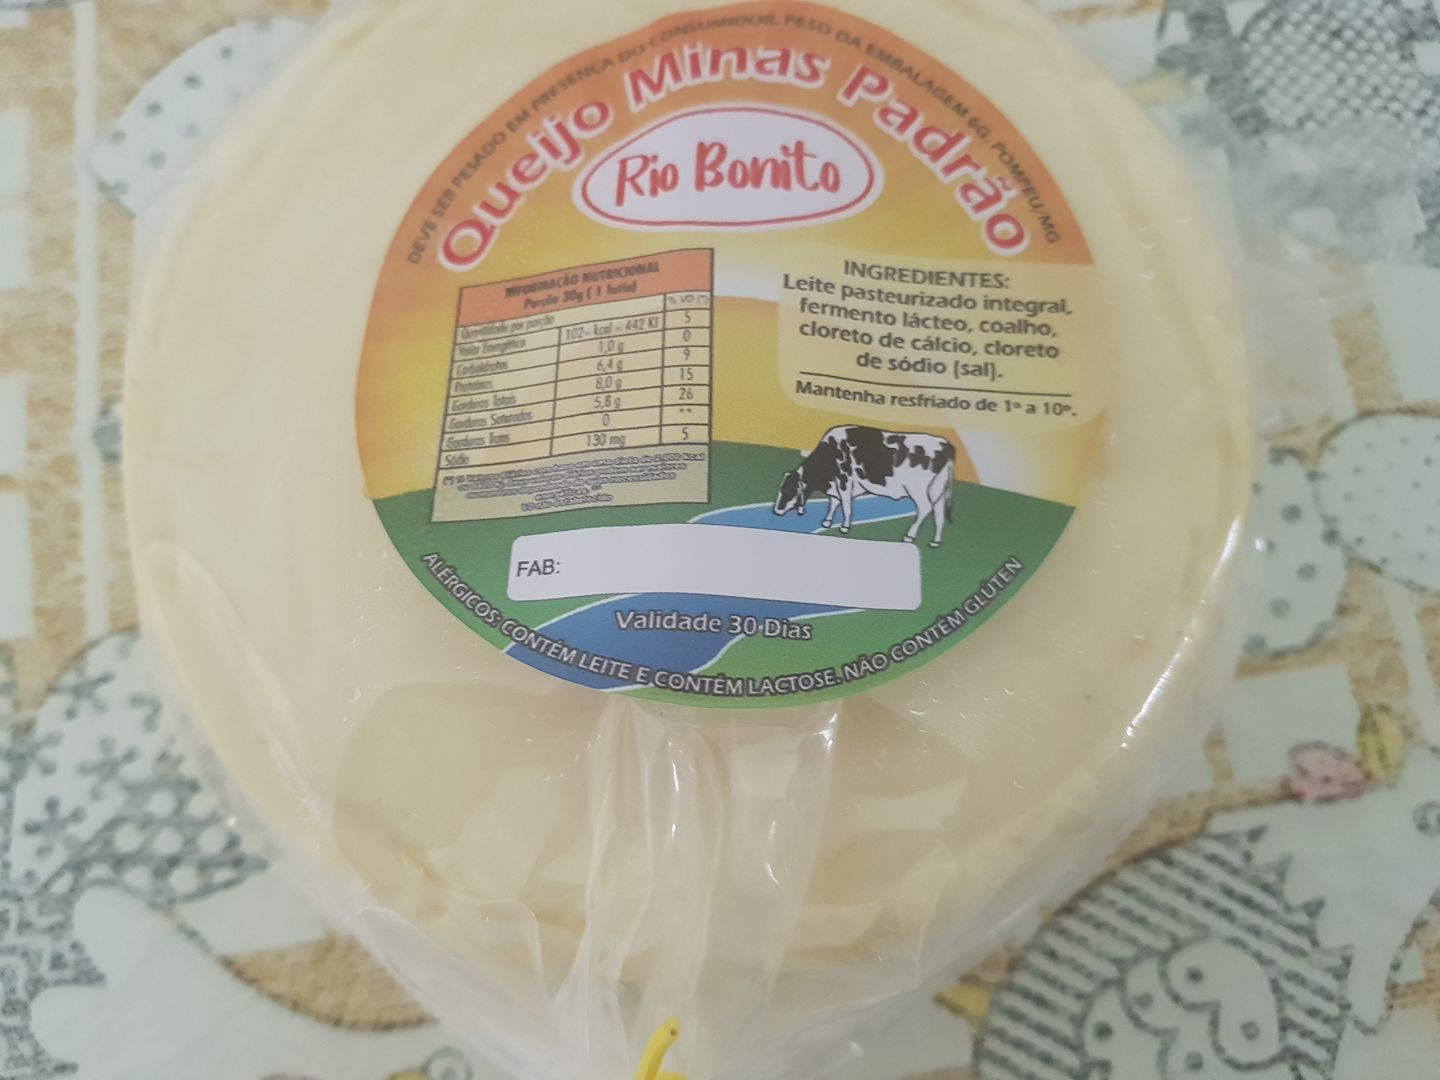 DEVE SER PESADO EM PRESENÇA DO CONSUMIDOR. PESO DA EMBALAGEM 6G. POMPEU/MG
Queijo Minas Padrão
Rio Bonito
INFORMAÇÃO NUTRICIONAL
Porção 30g ( 1 fatia)
Quantidade por porção % VD (*)
Valor Energético 102- kcal = 442 KJ 5
Carboidratos 1,0 g 0
Proteínas 6,4 g 9
Gorduras Totais 8,0 g 15
Gorduras Saturadas 5,8 g 26
Gorduras Trans 0 **
Sódio 130 mg 5
INGREDIENTES:
Leite pasteurizado integral,
fermento lácteo, coalho,
cloreto de cálcio, cloreto
de sódio (sal).
Mantenha resfriado de 1º a 10º.
FAB:
Validade 30 Dias
ALÉRGICOS: CONTÉM LEITE E CONTÉM LACTOSE. NÃO CONTÉM GLÚTEN